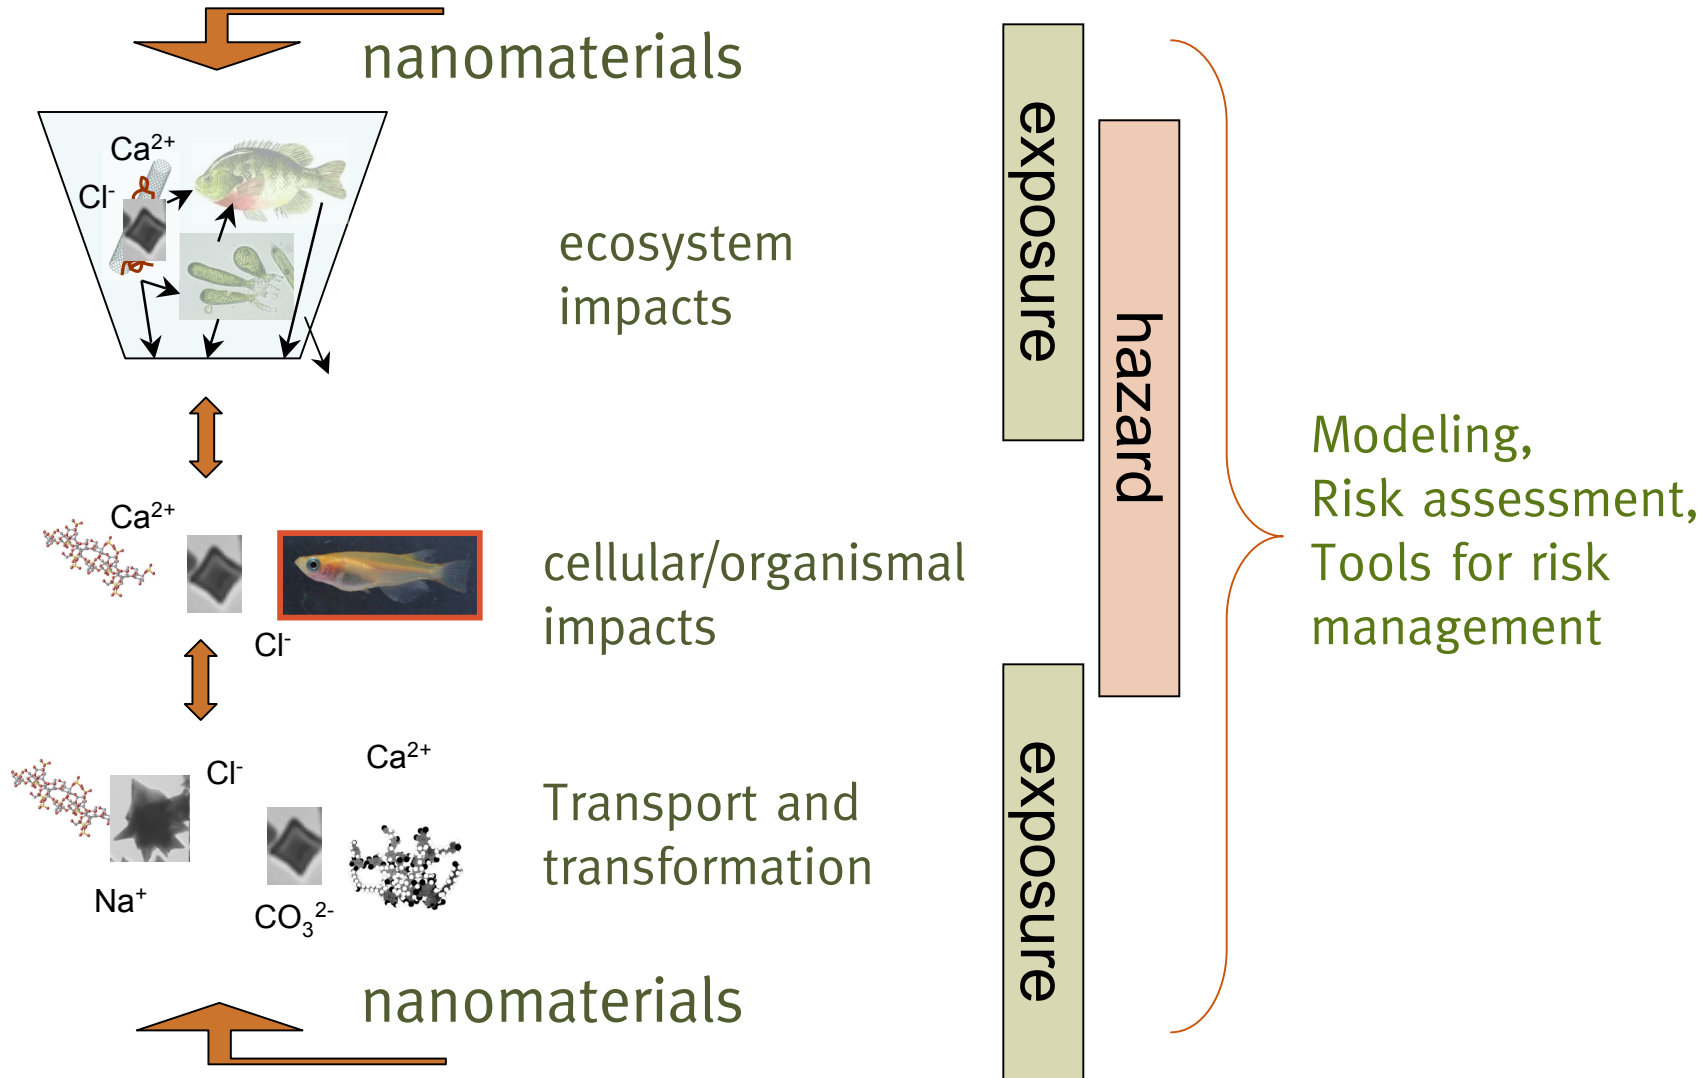 nanomaterials
Ca²⁺
Cl⁻
ecosystem
impacts
exposure
hazard
Modeling,
Risk assessment,
Tools for risk
management
Ca²⁺
Cl⁻
cellular/organismal
impacts
Cl⁻
Ca²⁺
Na⁺
CO₃²⁻
Transport and
transformation
exposure
nanomaterials